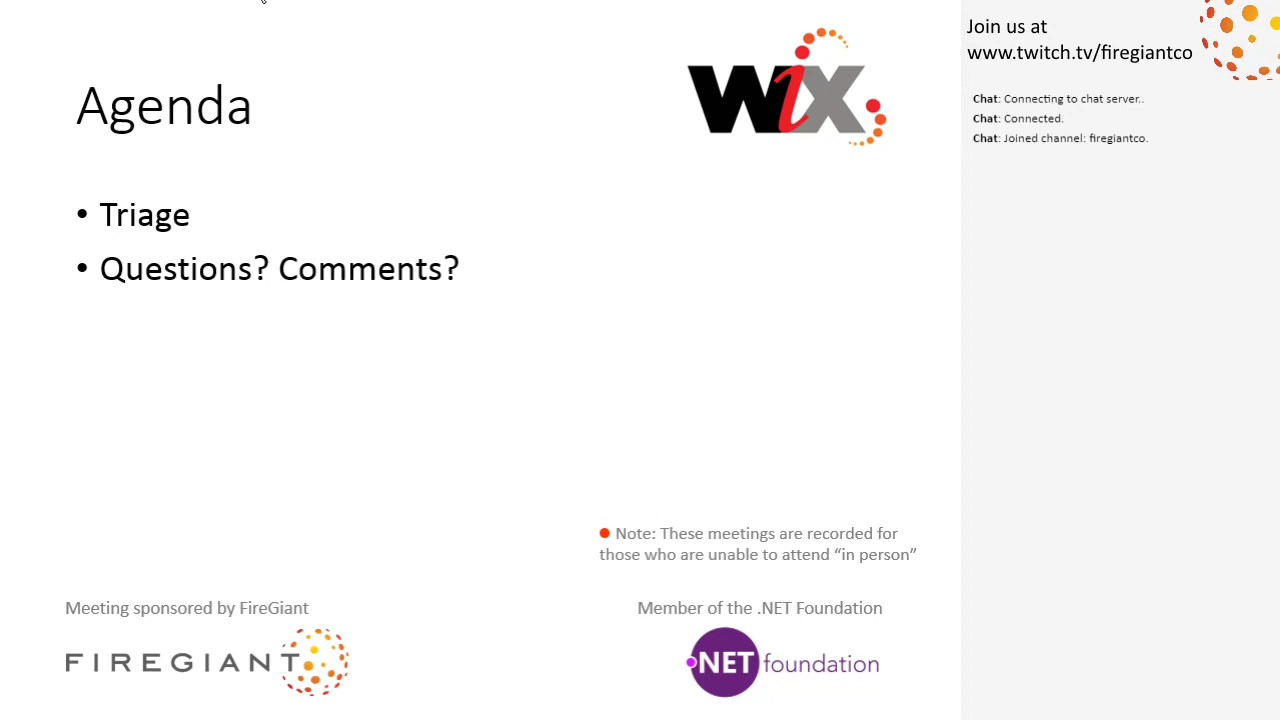 Agenda
WiX
• Triage
• Questions? Comments?
Note: These meetings are recorded for
those who are unable to attend “in person”
Meeting sponsored by FireGiant
FIREGIANT
Member of the .NET Foundation
.NET foundation
Join us at
www.twitch.tv/firegiantco
Chat: Connecting to chat server..
Chat: Connected.
Chat: Joined channel: firegiantco.